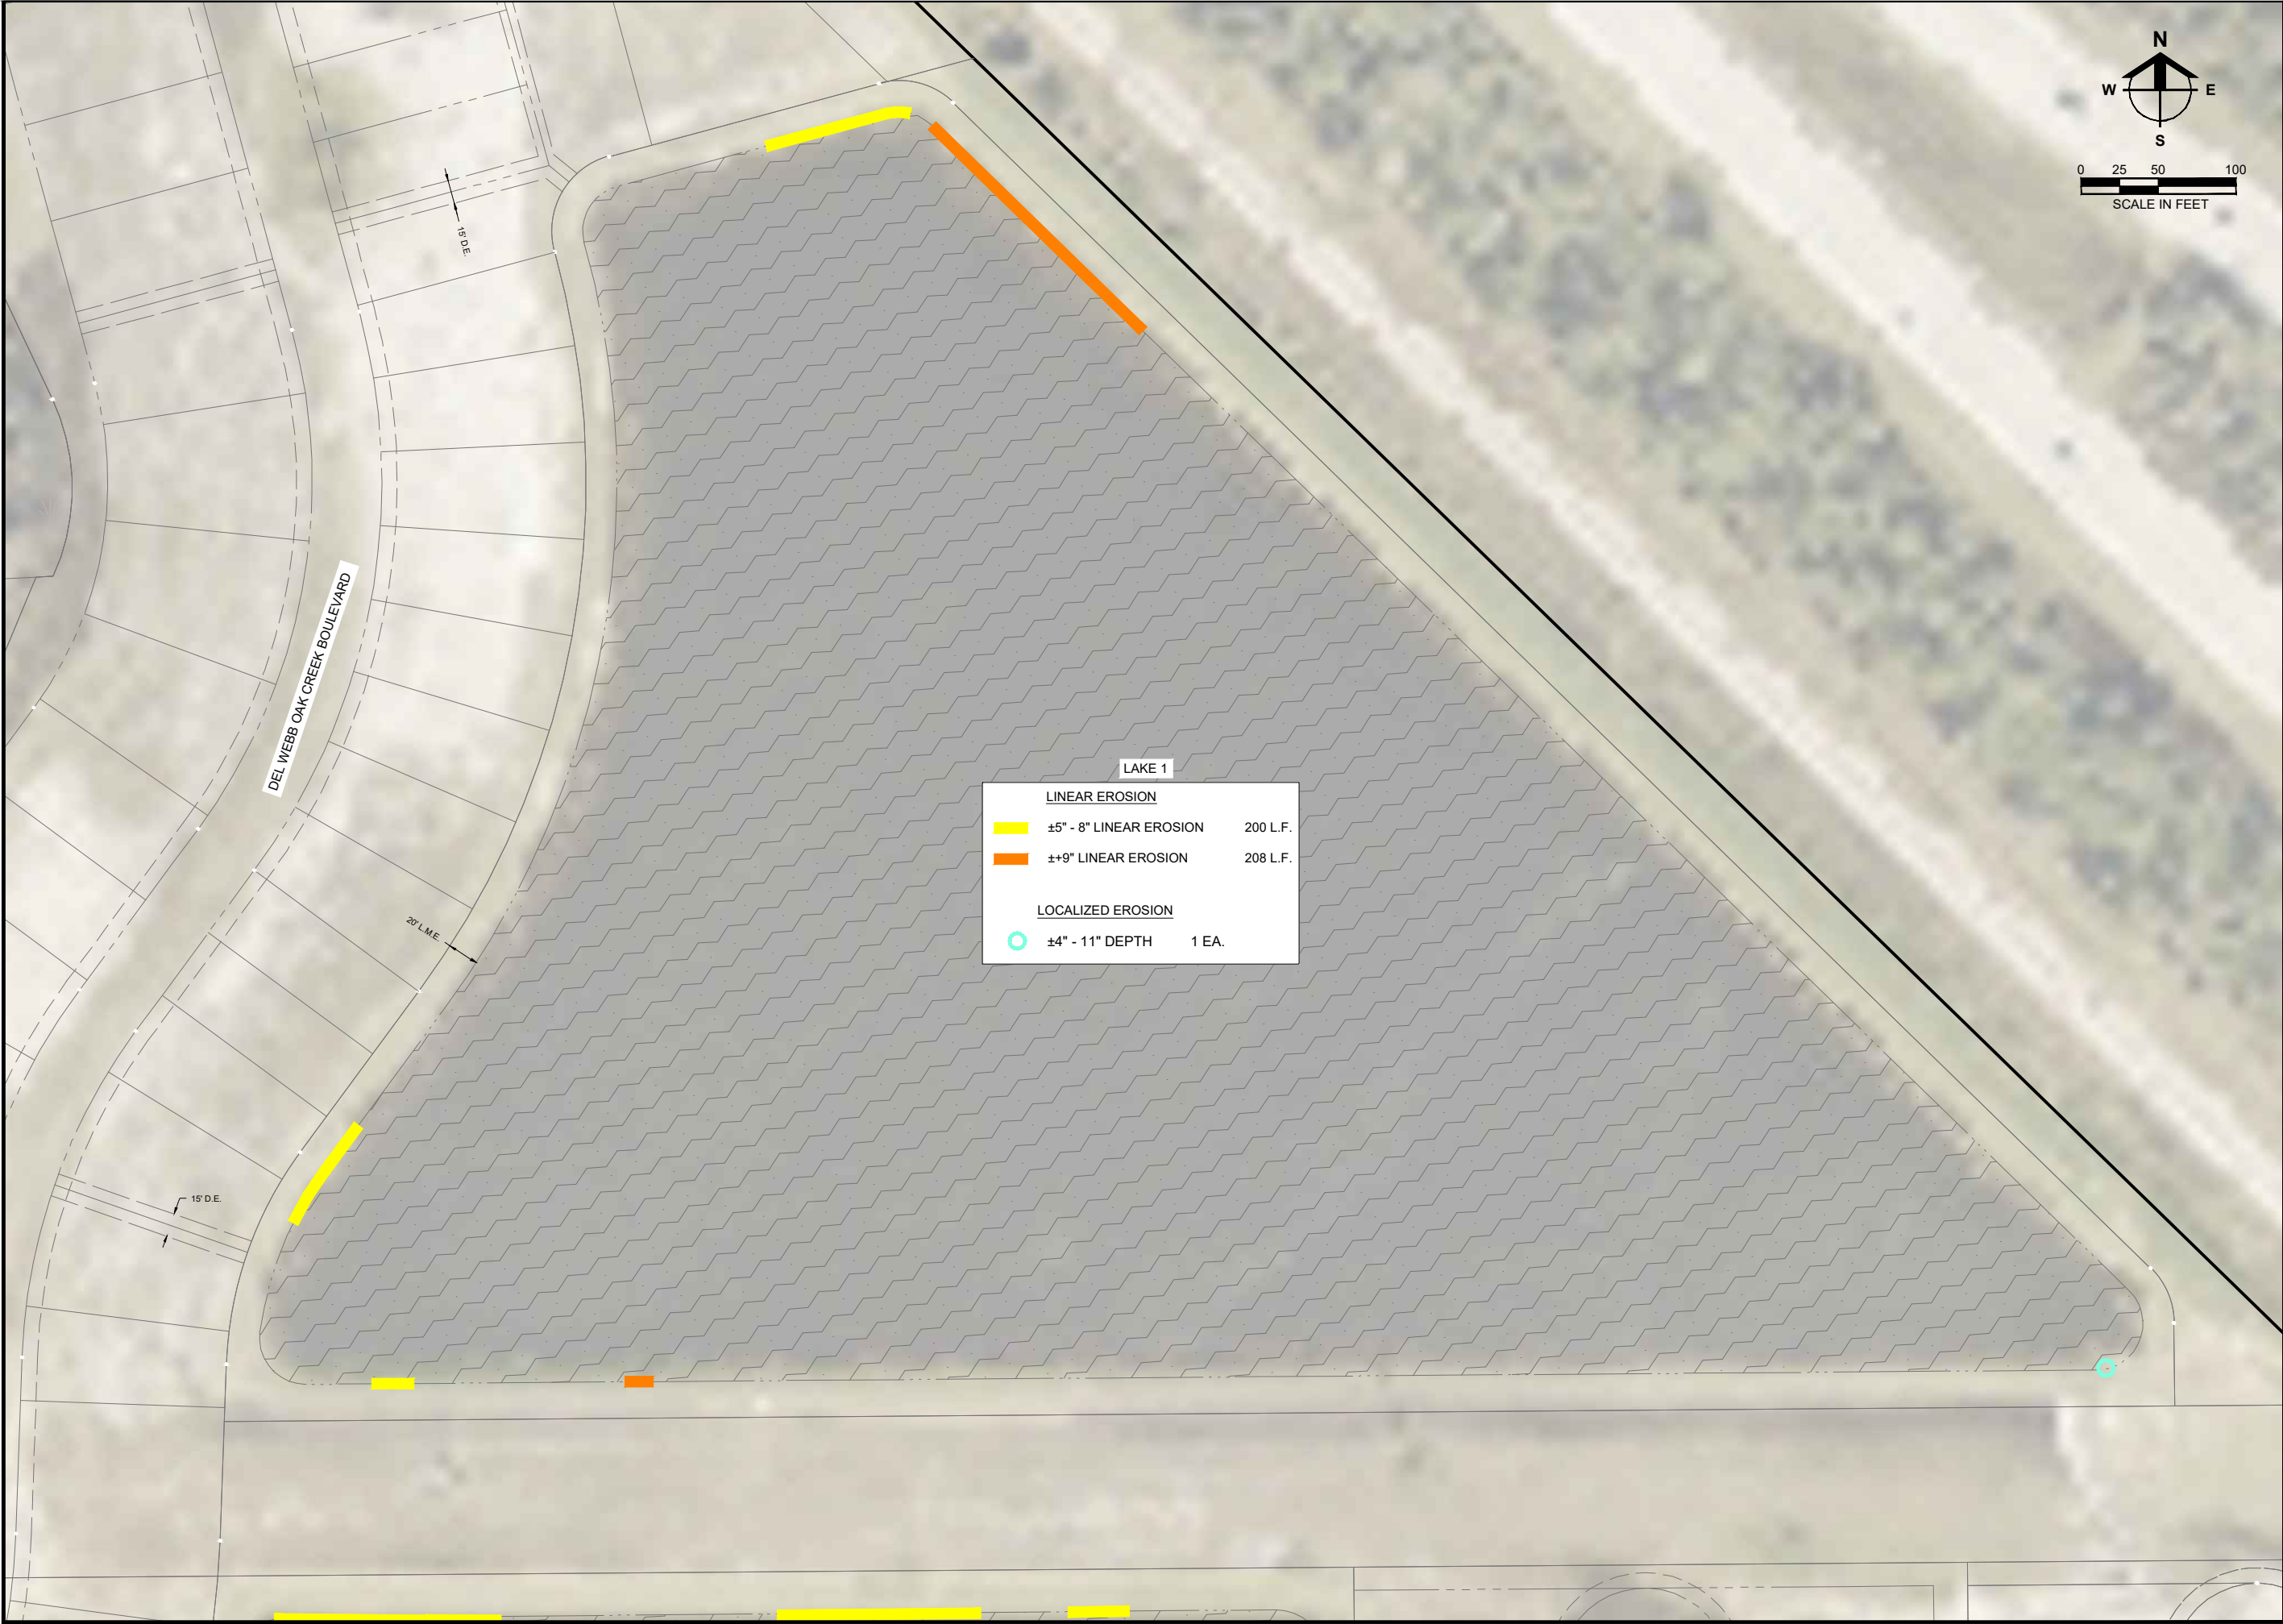 N
W E
S
0 25 50 100
SCALE IN FEET
15' D.E.
DEL WEBB OAK CREEK BOULEVARD
LAKE 1
LINEAR EROSION
±5" - 8" LINEAR EROSION 200 L.F.
±+9" LINEAR EROSION 208 L.F.
LOCALIZED EROSION
±4" - 11" DEPTH 1 EA.
20' L.M.E.
15' D.E.